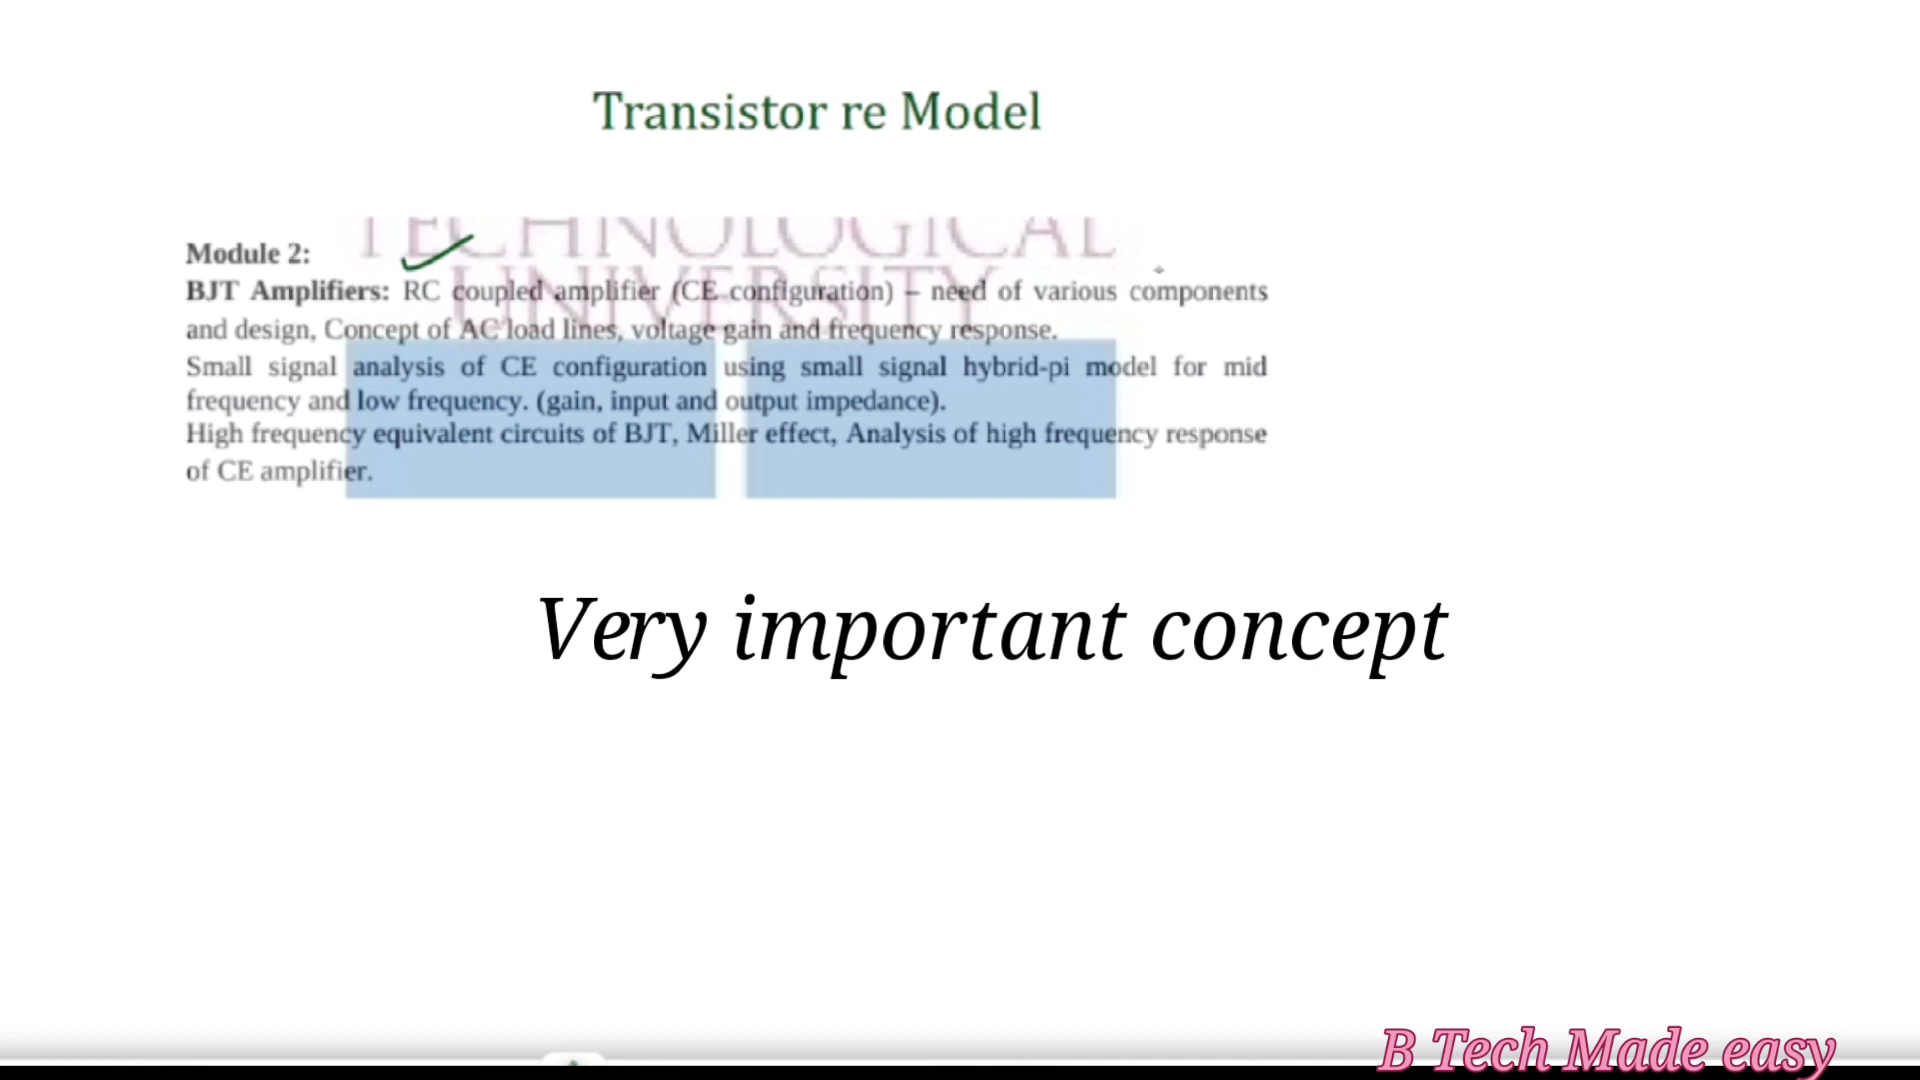 Transistor re Model
TECHNOLOGICAL
Module 2:
UNIVERSITY
BJT Amplifiers: RC coupled amplifier (CE configuration) – need of various components
and design, Concept of AC load lines, voltage gain and frequency response.
Small signal analysis of CE configuration using small signal hybrid-pi model for mid
frequency and low frequency. (gain, input and output impedance).
High frequency equivalent circuits of BJT, Miller effect, Analysis of high frequency response
of CE amplifier.
Very important concept
B Tech Made easy